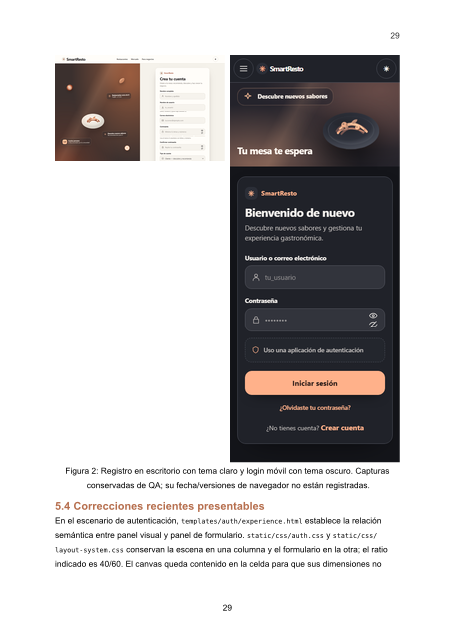 29
SmartResto
Crea tu cuenta
SmartResto
Descubre nuevos sabores
Tu mesa te espera
SmartResto
Bienvenido de nuevo
Descubre nuevos sabores y gestiona tu
experiencia gastronómica.
Usuario o correo electrónico
tu_usuario
Contraseña
••••••••
Uso una aplicación de autenticación
Iniciar sesión
¿Olvidaste tu contraseña?
¿No tienes cuenta? Crear cuenta
Figura 2: Registro en escritorio con tema claro y login móvil con tema oscuro. Capturas
conservadas de QA; su fecha/versiones de navegador no están registradas.
5.4 Correcciones recientes presentables
En el escenario de autenticación, templates/auth/experience.html establece la relación
semántica entre panel visual y panel de formulario. static/css/auth.css y static/css/
layout-system.css conservan la escena en una columna y el formulario en la otra; el ratio
indicado es 40/60. El canvas queda contenido en la celda para que sus dimensiones no
29